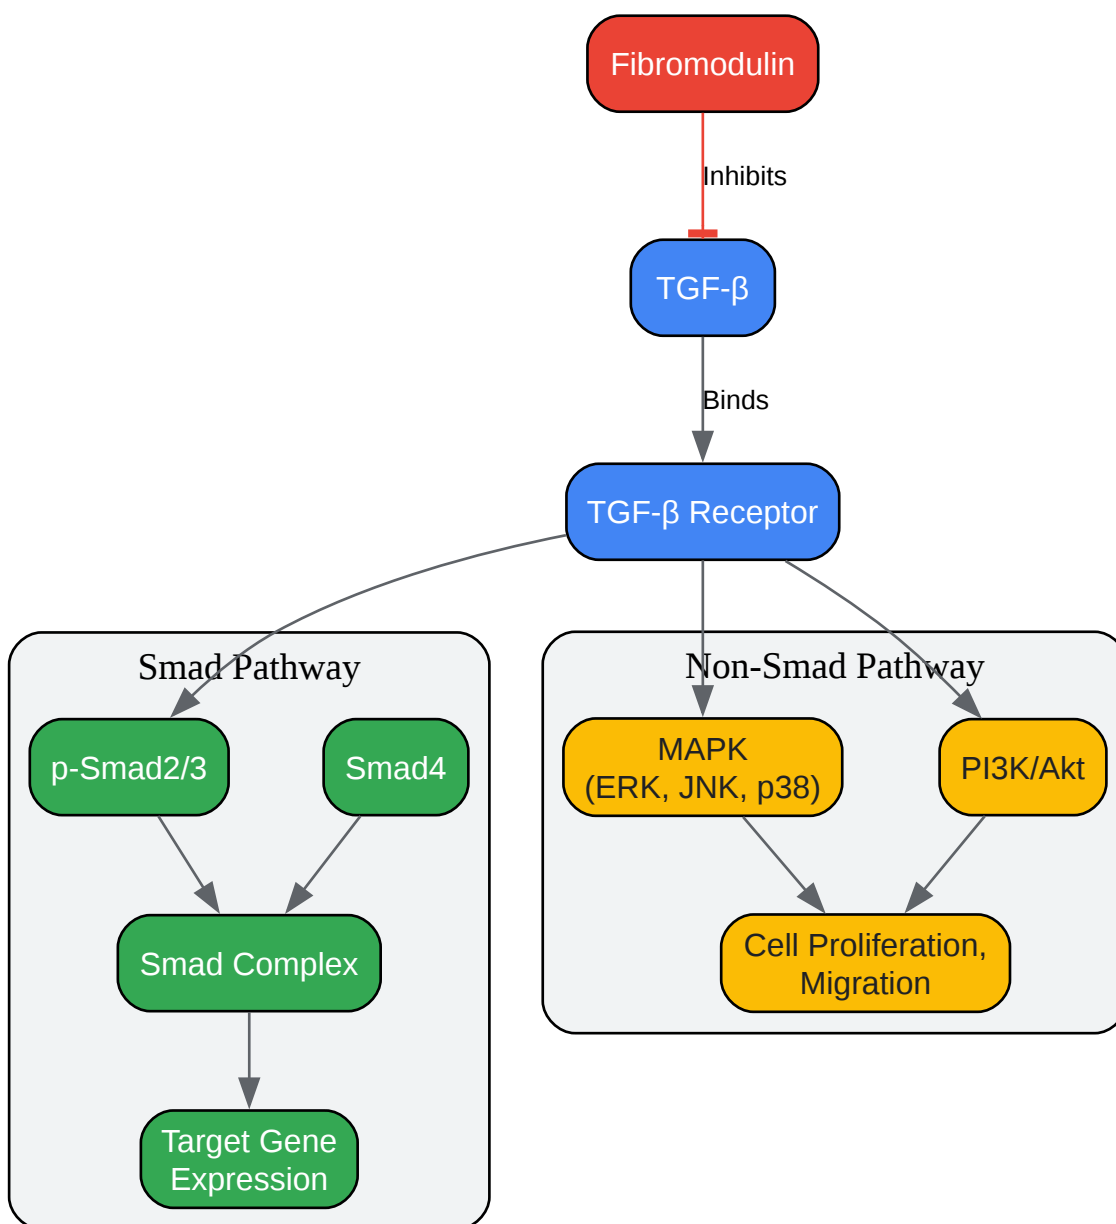 Fibromodulin
Inhibits
TGF-β
Binds
TGF-β Receptor
Smad Pathway
Non-Smad Pathway
p-Smad2/3
Smad4
MAPK
(ERK, JNK, p38)
PI3K/Akt
Smad Complex
Cell Proliferation,
Migration
Target Gene
Expression